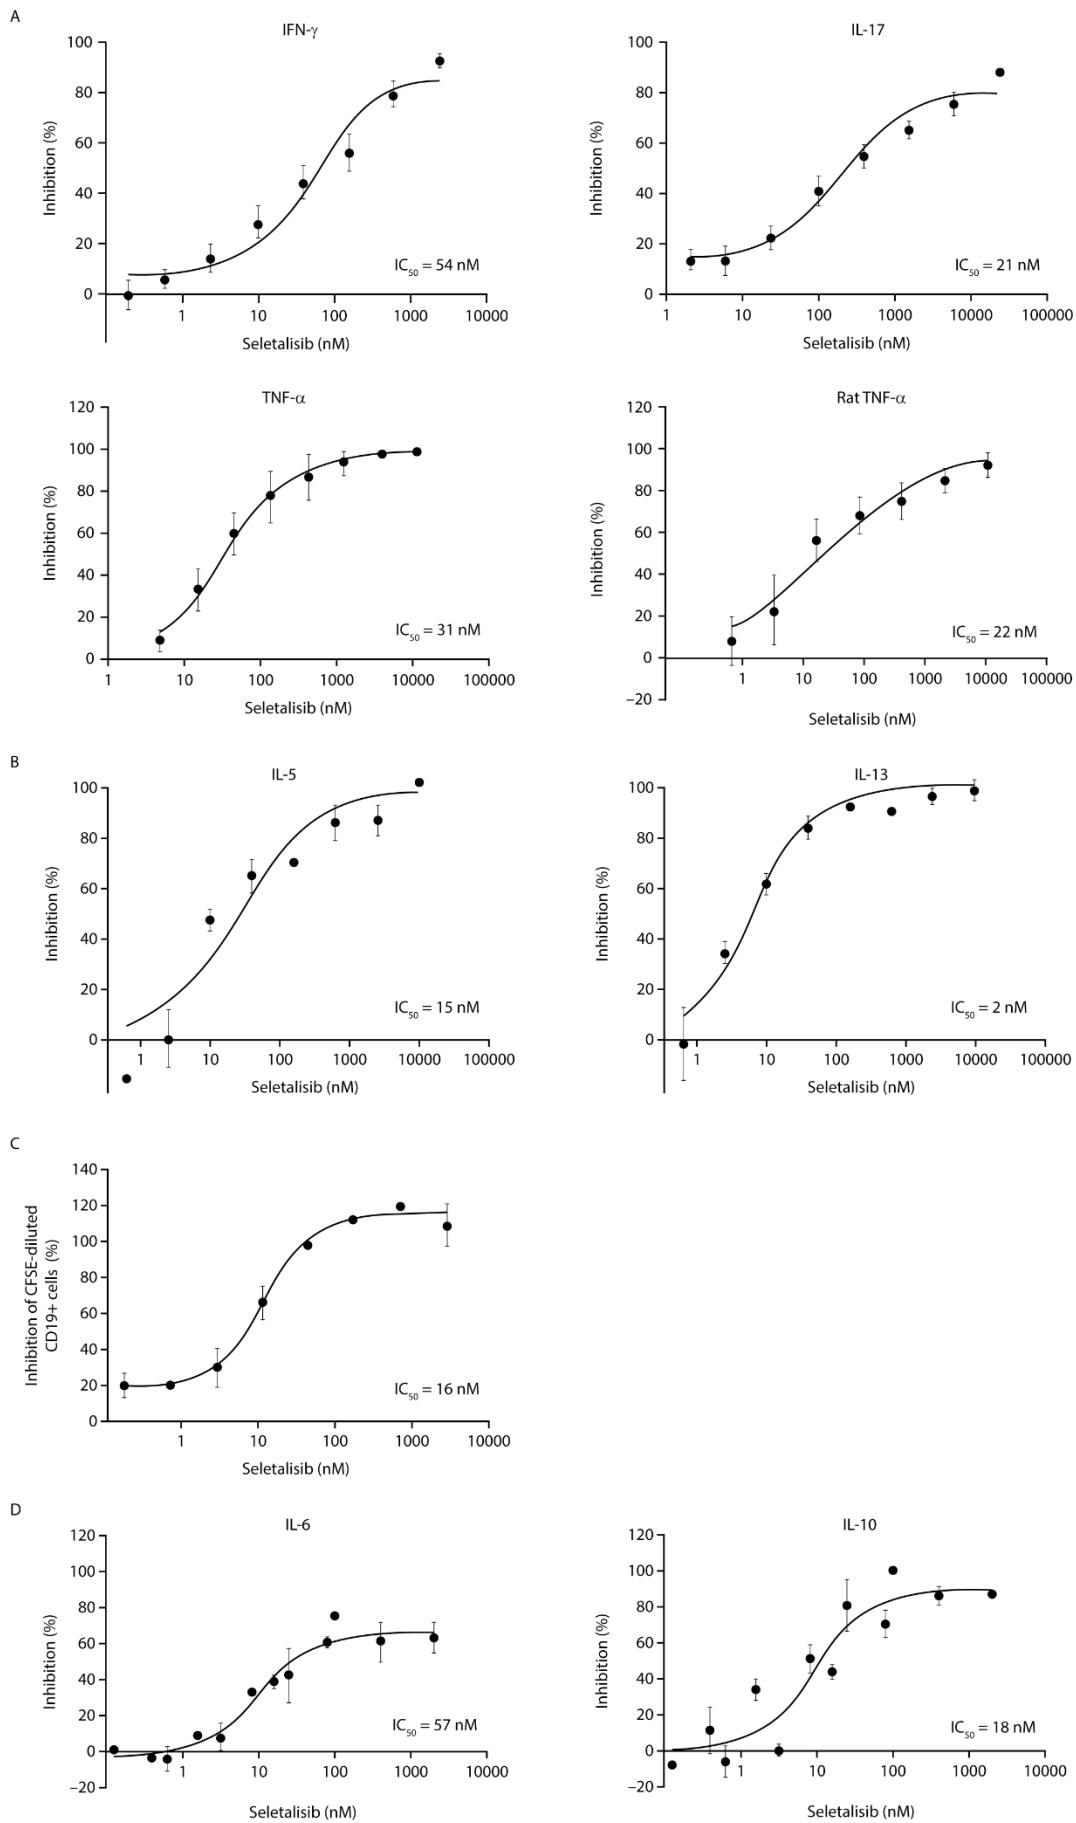 A
IFN-γ
100
80
60
40
20
0
Inhibition (%)
IC50 = 54 nM
1 10 100 1000 10000
Seletalisib (nM)
IL-17
100
80
60
40
20
0
Inhibition (%)
IC50 = 21 nM
1 10 100 1000 10000 100000
Seletalisib (nM)
TNF-α
120
100
80
60
40
20
0
Inhibition (%)
IC50 = 31 nM
1 10 100 1000 10000 100000
Seletalisib (nM)
Rat TNF-α
120
100
80
60
40
20
0
−20
Inhibition (%)
IC50 = 22 nM
1 10 100 1000 10000 100000
Seletalisib (nM)
B
IL-5
100
80
60
40
20
0
Inhibition (%)
IC50 = 15 nM
1 10 100 1000 10000 100000
Seletalisib (nM)
IL-13
100
80
60
40
20
0
Inhibition (%)
IC50 = 2 nM
1 10 100 1000 10000 100000
Seletalisib (nM)
C
140
120
100
80
60
40
20
0
Inhibition of CFSE-diluted
CD19+ cells (%)
IC50 = 16 nM
1 10 100 1000 10000
Seletalisib (nM)
D
IL-6
120
100
80
60
40
20
0
−20
Inhibition (%)
IC50 = 57 nM
1 10 100 1000 10000
Seletalisib (nM)
IL-10
120
100
80
60
40
20
0
−20
Inhibition (%)
IC50 = 18 nM
1 10 100 1000 10000
Seletalisib (nM)